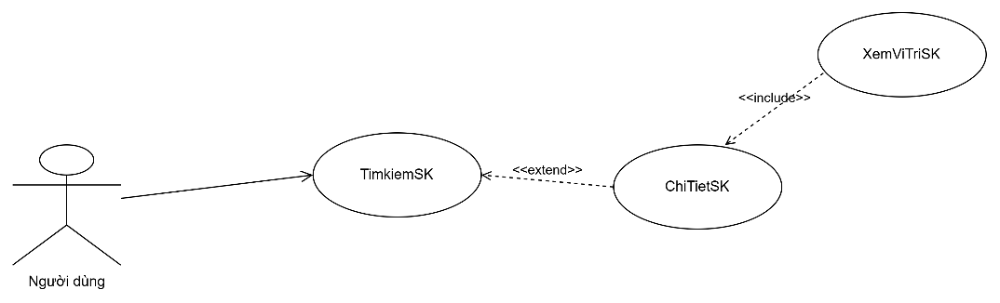 XemViTriSK
<<include>>
TimkiemSK
<<extend>>
ChiTietSK
Người dùng